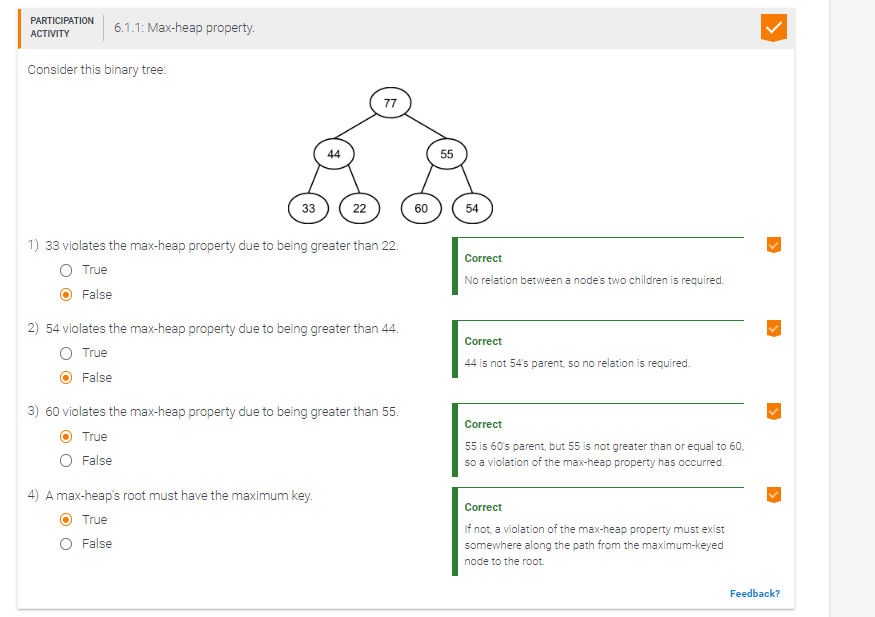 PARTICIPATION
ACTIVITY
6.1.1: Max-heap property.
Consider this binary tree:
77
44
55
33
22
60
54
1) 33 violates the max-heap property due to being greater than 22.
True
False
Correct
No relation between a node's two children is required.
2) 54 violates the max-heap property due to being greater than 44.
True
False
Correct
44 is not 54's parent, so no relation is required.
3) 60 violates the max-heap property due to being greater than 55.
True
False
Correct
55 is 60's parent, but 55 is not greater than or equal to 60,
so a violation of the max-heap property has occurred.
4) A max-heap's root must have the maximum key.
True
False
Correct
If not, a violation of the max-heap property must exist
somewhere along the path from the maximum-keyed
node to the root.
Feedback?